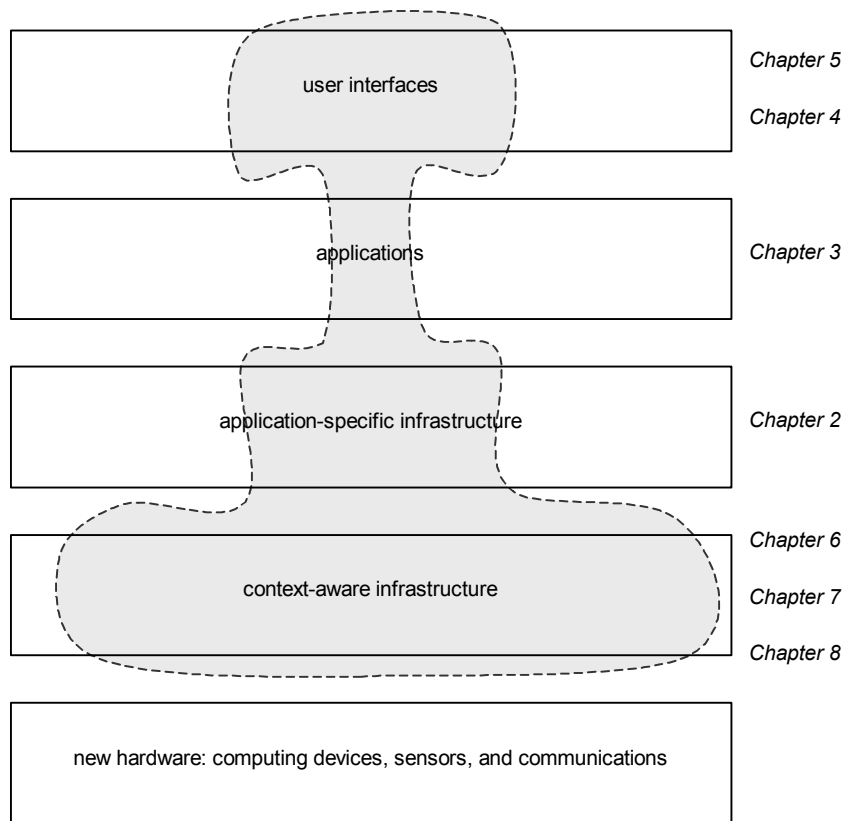 user interfaces
Chapter 5
Chapter 4
applications
Chapter 3
application-specific infrastructure
Chapter 2
context-aware infrastructure
Chapter 6
Chapter 7
Chapter 8
new hardware: computing devices, sensors, and communications